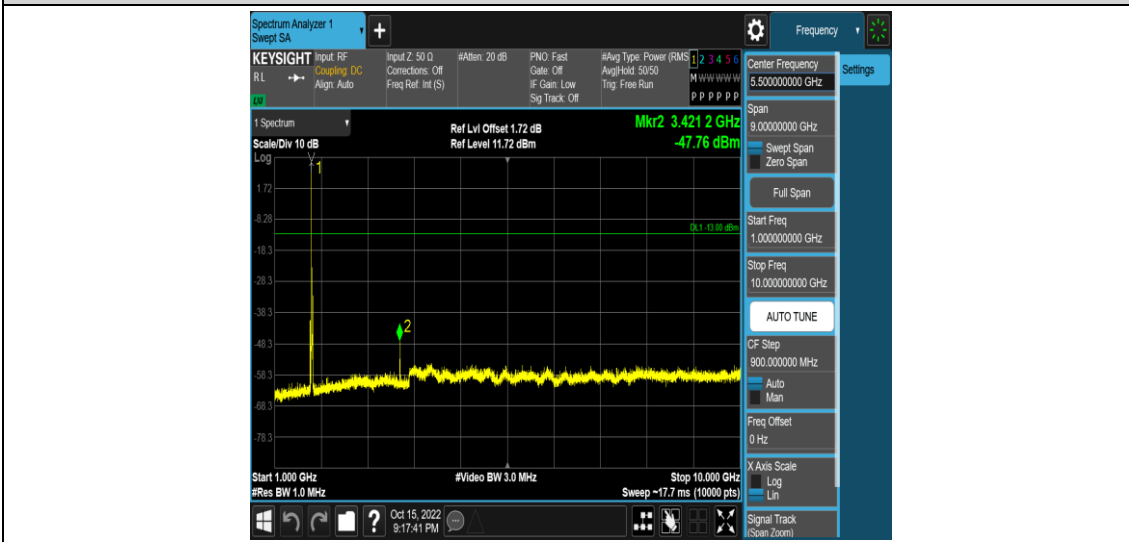 Spectrum Analyzer 1
Swept SA
+
Frequency
KEYSIGHT
RL
LXI
Input: RF
Coupling: DC
Align: Auto
Input Z: 50 Ω
Corrections: Off
Freq Ref: Int (S)
#Atten: 20 dB
PNO: Fast
Gate: Off
IF Gain: Low
Sig Track: Off
#Avg Type: Power (RMS
Avg|Hold: 50/50
Trig: Free Run
1 2 3 4 5 6
M W W W W W
P P P P P P
1 Spectrum
Scale/Div 10 dB
Log
Ref Lvl Offset 1.72 dB
Ref Level 11.72 dBm
Mkr2 3.421 2 GHz
-47.76 dBm
1
1.72
-8.28
DL1 -13.00 dBm
-18.3
-28.3
-38.3
2
-48.3
-58.3
-68.3
-78.3
Start 1.000 GHz
#Res BW 1.0 MHz
#Video BW 3.0 MHz
Stop 10.000 GHz
Sweep ~17.7 ms (10000 pts)
?
Oct 15, 2022
9:17:41 PM
Center Frequency
5.500000000 GHz
Settings
Span
9.00000000 GHz
Swept Span
Zero Span
Full Span
Start Freq
1.000000000 GHz
Stop Freq
10.000000000 GHz
AUTO TUNE
CF Step
900.000000 MHz
Auto
Man
Freq Offset
0 Hz
X Axis Scale
Log
Lin
Signal Track
(Span Zoom)